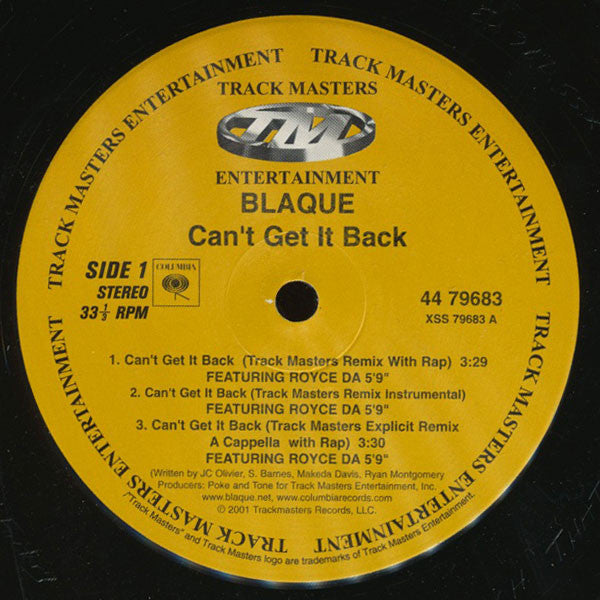 TRACK MASTERS ENTERTAINMENT TRACK MASTERS ENTERTAINMENT TRACK MASTERS ENTERTAINMENT TRACK MASTERS ENTERTAINMENT
TRACK MASTERS
TM
ENTERTAINMENT
BLAQUE
Can't Get It Back
SIDE 1
STEREO
33 1/3 RPM
COLUMBIA
44 79683
XSS 79683 A
1. Can't Get It Back (Track Masters Remix With Rap) 3:29
FEATURING ROYCE DA 5'9"
2. Can't Get It Back (Track Masters Remix Instrumental)
FEATURING ROYCE DA 5'9"
3. Can't Get It Back (Track Masters Explicit Remix
A Cappella with Rap) 3:30
FEATURING ROYCE DA 5'9"
(Written by JC Olivier, S. Barnes, Makeda Davis, Ryan Montgomery)
Producers: Poke and Tone for Track Masters Entertainment, Inc.
www.blaque.net, www.columbiarecords.com
© 2001 Trackmasters Records, LLC.
"Track Masters" and Track Masters logo are trademarks of Track Masters Entertainment.